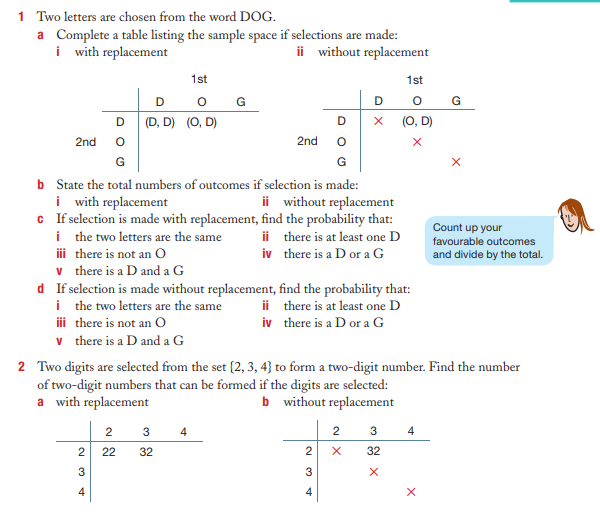 1 Two letters are chosen from the word DOG.
a Complete a table listing the sample space if selections are made:
i with replacement ii without replacement
1st 1st
D O G D O G
D (D, D) (O, D) D × (O, D)
2nd O 2nd O ×
G G ×
b State the total numbers of outcomes if selection is made:
i with replacement ii without replacement
c If selection is made with replacement, find the probability that:
i the two letters are the same ii there is at least one D
iii there is not an O iv there is a D or a G
v there is a D and a G
Count up your
favourable outcomes
and divide by the total.
d If selection is made without replacement, find the probability that:
i the two letters are the same ii there is at least one D
iii there is not an O iv there is a D or a G
v there is a D and a G
2 Two digits are selected from the set {2, 3, 4} to form a two-digit number. Find the number
of two-digit numbers that can be formed if the digits are selected:
a with replacement b without replacement
2 3 4 2 3 4
2 22 32 2 × 32
3 3 ×
4 4 ×